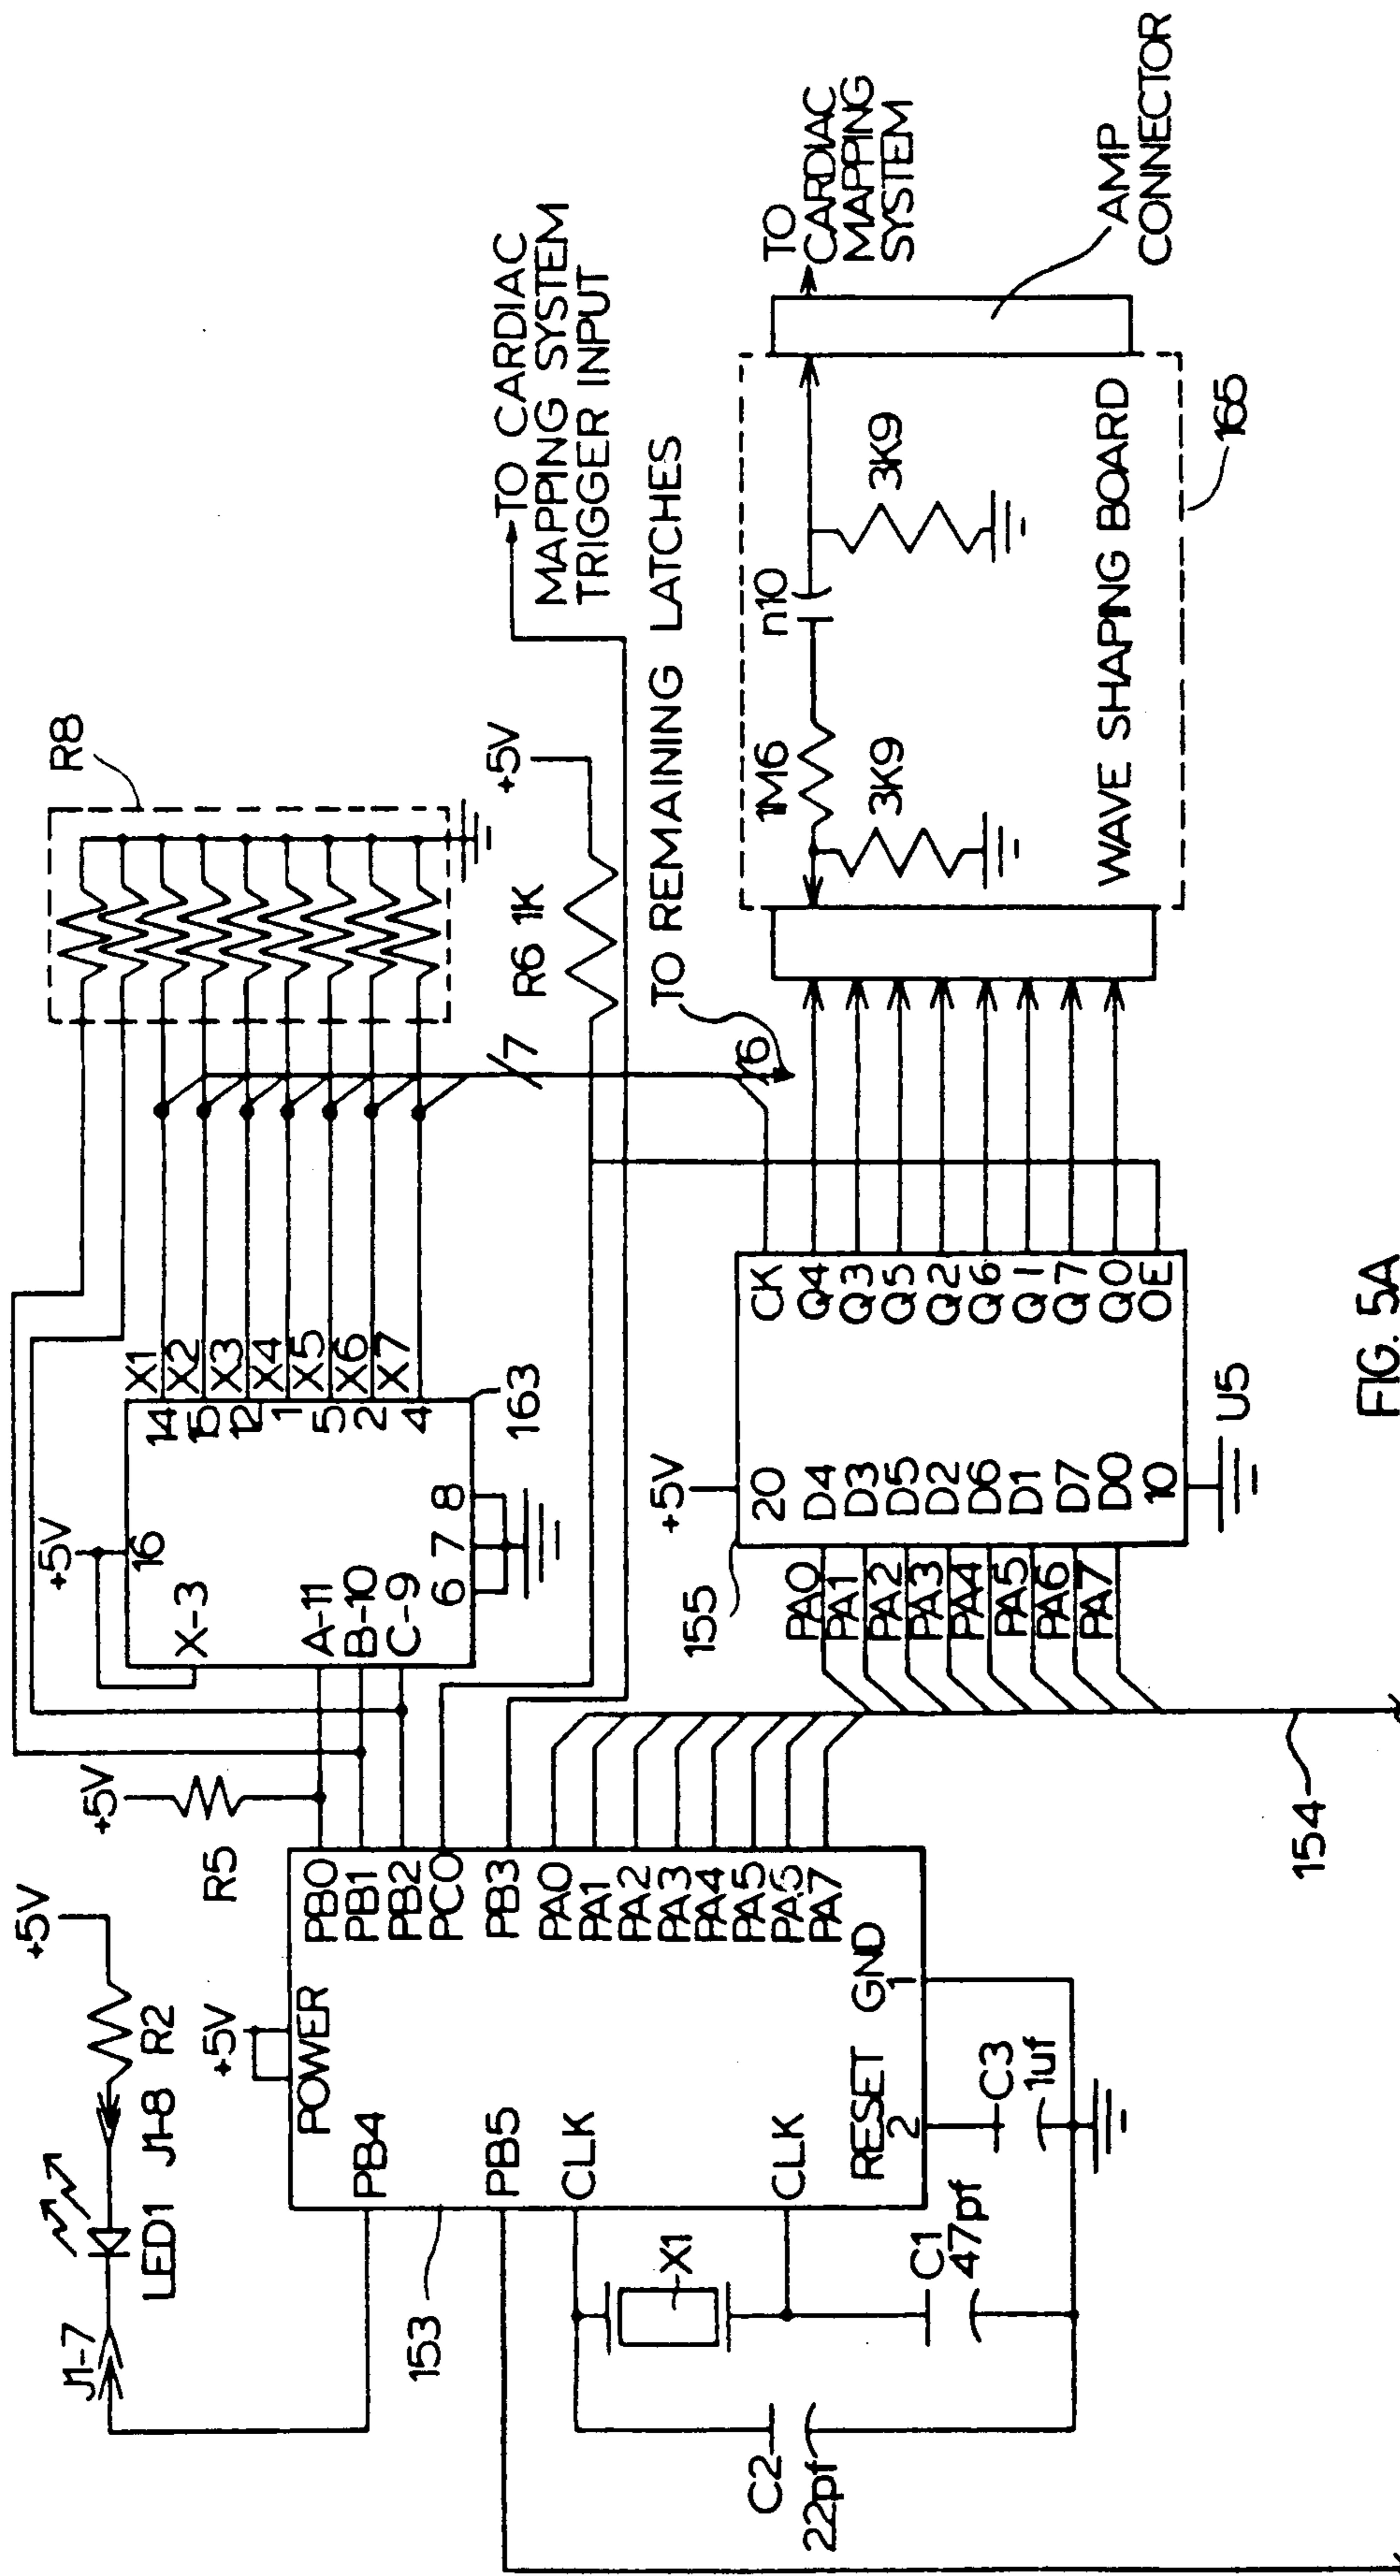 +5V
J1-7
LED1
J1-8
R2
+5V
R5
+5V
+5V
POWER
PB4
PB5
CLK
CLK
RESET
2
GND
1
PB0
PB1
PB2
PC0
PB3
PA0
PA1
PA2
PA3
PA4
PA5
PA6
PA7
153
X1
C1
47pf
C2
22pf
C3
1uf
+5V
16
X-3
A-11
B-10
C-9
6
7
8
14
15
12
1
5
2
4
X1
X2
X3
X4
X5
X6
X7
163
R8
+5V
R6 1K
7
6
TO CARDIAC
MAPPING SYSTEM
TRIGGER INPUT
TO REMAINING LATCHES
154
155
+5V
PA0
PA1
PA2
PA3
PA4
PA5
PA6
PA7
20
D4
D3
D5
D2
D6
D1
D7
D0
10
CK
Q4
Q3
Q5
Q2
Q6
Q1
Q7
Q0
OE
U5
1M6
3K9
n10
3K9
WAVE SHAPING BOARD
165
TO
CARDIAC
MAPPING
SYSTEM
AMP
CONNECTOR
FIG. 5A